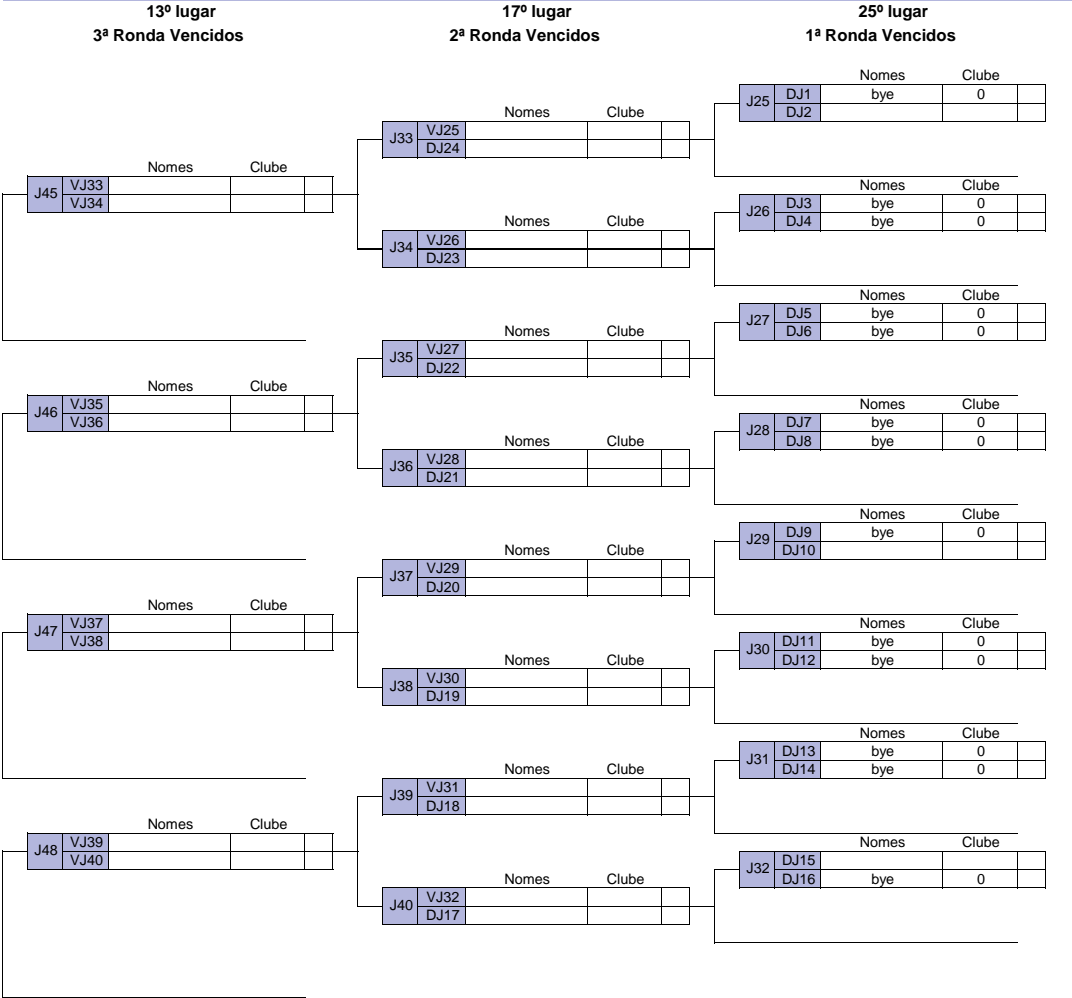 13º lugar
3ª Ronda Vencidos
17º lugar
2ª Ronda Vencidos
25º lugar
1ª Ronda Vencidos
Nomes Clube
J45 VJ33
VJ34
Nomes Clube
J46 VJ35
VJ36
Nomes Clube
J47 VJ37
VJ38
Nomes Clube
J48 VJ39
VJ40
Nomes Clube
J33 VJ25
DJ24
Nomes Clube
J34 VJ26
DJ23
Nomes Clube
J35 VJ27
DJ22
Nomes Clube
J36 VJ28
DJ21
Nomes Clube
J37 VJ29
DJ20
Nomes Clube
J38 VJ30
DJ19
Nomes Clube
J39 VJ31
DJ18
Nomes Clube
J40 VJ32
DJ17
Nomes Clube
J25 DJ1 bye 0
DJ2
Nomes Clube
J26 DJ3 bye 0
DJ4 bye 0
Nomes Clube
J27 DJ5 bye 0
DJ6 bye 0
Nomes Clube
J28 DJ7 bye 0
DJ8 bye 0
Nomes Clube
J29 DJ9 bye 0
DJ10
Nomes Clube
J30 DJ11 bye 0
DJ12 bye 0
Nomes Clube
J31 DJ13 bye 0
DJ14 bye 0
Nomes Clube
J32 DJ15
DJ16 bye 0